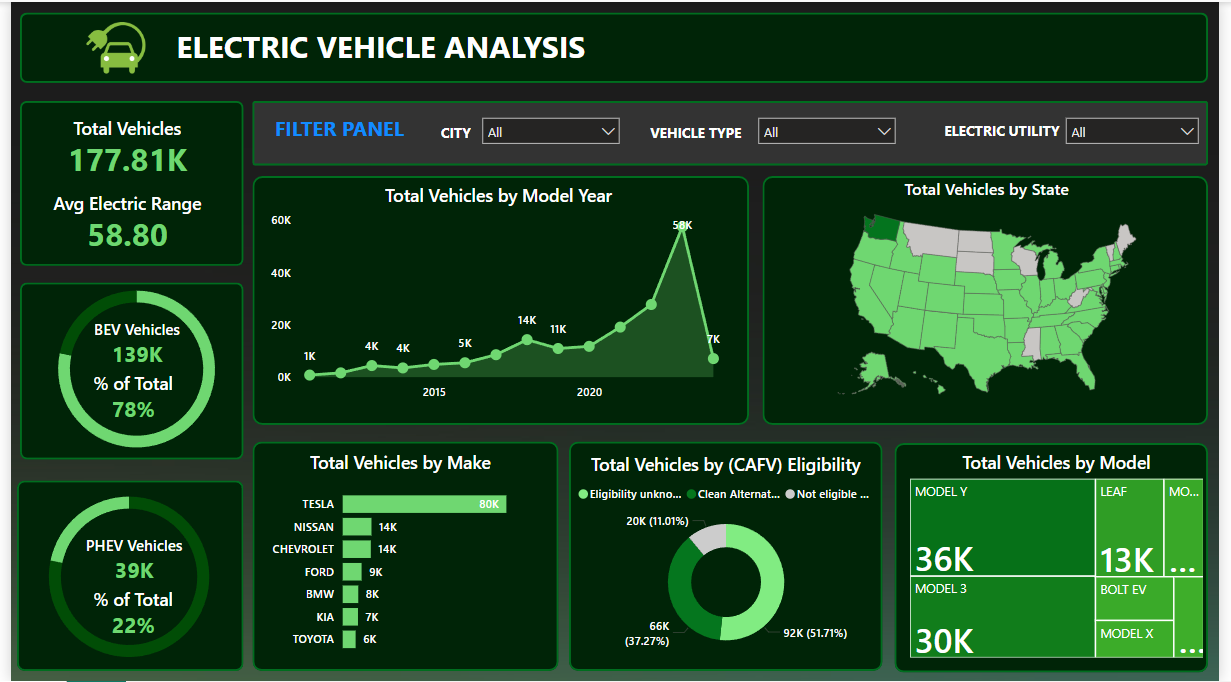 ELECTRIC VEHICLE ANALYSIS
Total Vehicles
177.81K
Avg Electric Range
58.80
FILTER PANEL
CITY
All
VEHICLE TYPE
All
ELECTRIC UTILITY
All
BEV Vehicles
139K
% of Total
78%
PHEV Vehicles
39K
% of Total
22%
Total Vehicles by Model Year
60K
40K
20K
0K
1K
4K
4K
5K
14K
11K
58K
7K
2015
2020
Total Vehicles by State
Total Vehicles by Make
TESLA 80K
NISSAN 14K
CHEVROLET 14K
FORD 9K
BMW 8K
KIA 7K
TOYOTA 6K
Total Vehicles by (CAFV) Eligibility
Eligibility unkno... Clean Alternat... Not eligible ...
20K (11.01%)
66K
(37.27%)
92K (51.71%)
Total Vehicles by Model
MODEL Y
36K
MODEL 3
30K
LEAF
13K
MO...
...
BOLT EV
MODEL X
...